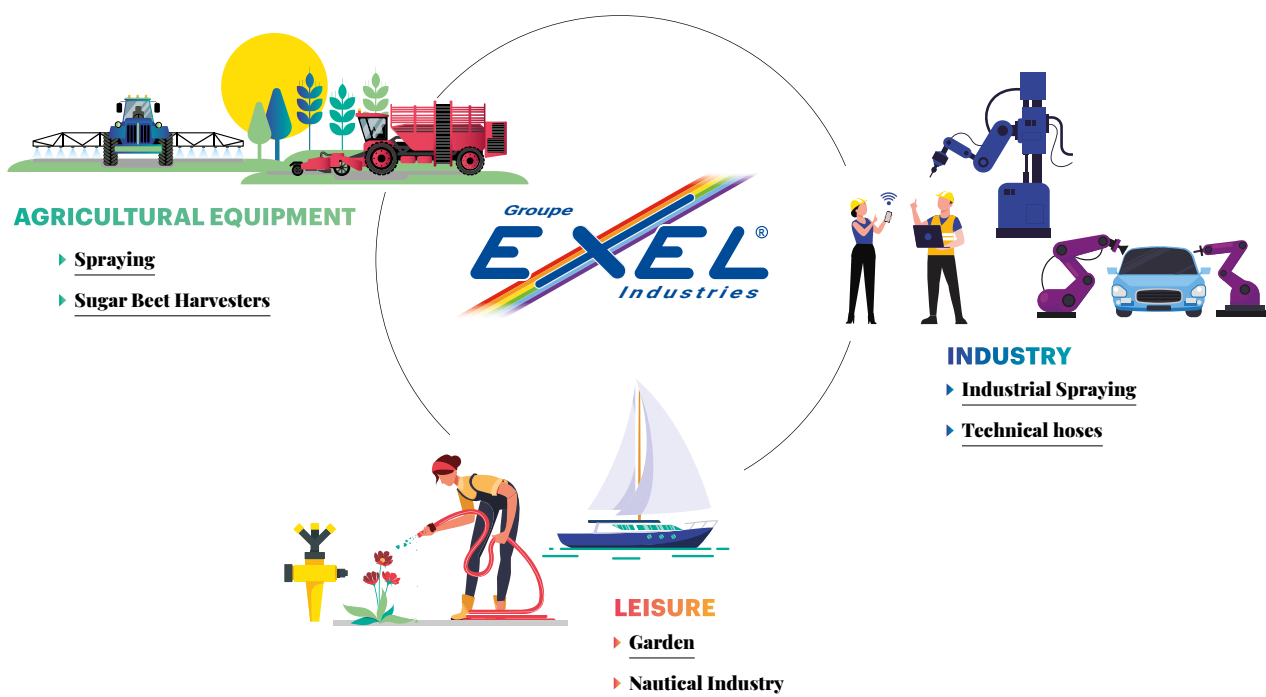 Groupe
EXEL®
Industries
AGRICULTURAL EQUIPMENT
Spraying
Sugar Beet Harvesters
INDUSTRY
Industrial Spraying
Technical hoses
LEISURE
Garden
Nautical Industry